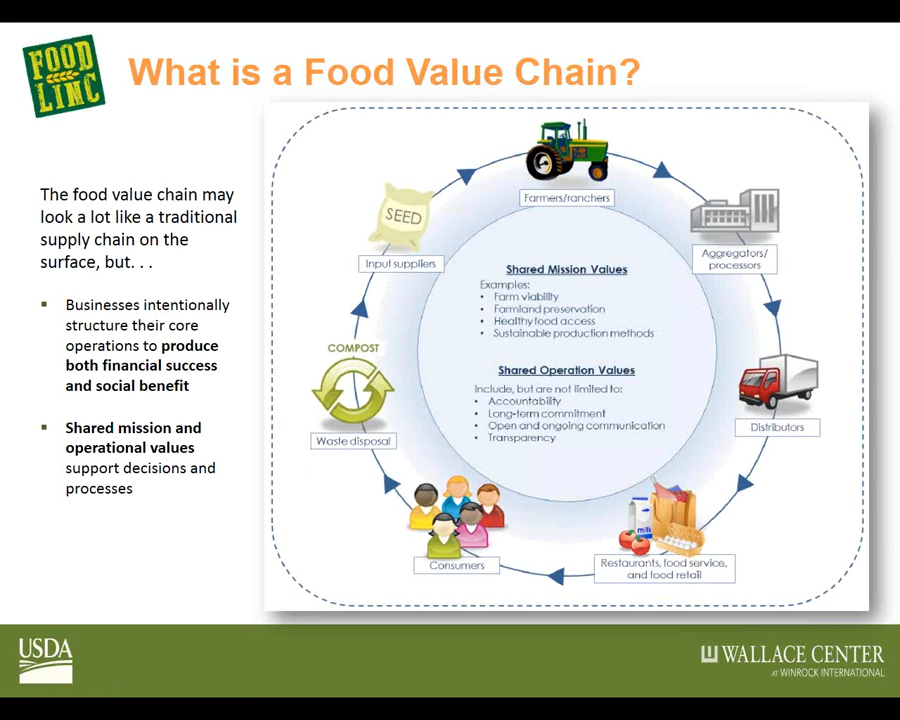 FOOD
LINC
What is a Food Value Chain?
The food value chain may
look a lot like a traditional
supply chain on the
surface, but. . .
▪ Businesses intentionally
structure their core
operations to produce
both financial success
and social benefit
▪ Shared mission and
operational values
support decisions and
processes
Farmers/ranchers
SEED
Input suppliers
Aggregators/
processors
Shared Mission Values
Examples:
• Farm viability
• Farmland preservation
• Healthy food access
• Sustainable production methods
COMPOST
Waste disposal
Shared Operation Values
Include, but are not limited to:
• Accountability
• Long-term commitment
• Open and ongoing communication
• Transparency
Distributors
milk
Consumers
Restaurants, food service,
and food retail
USDA
WALLACE CENTER
AT WINROCK INTERNATIONAL